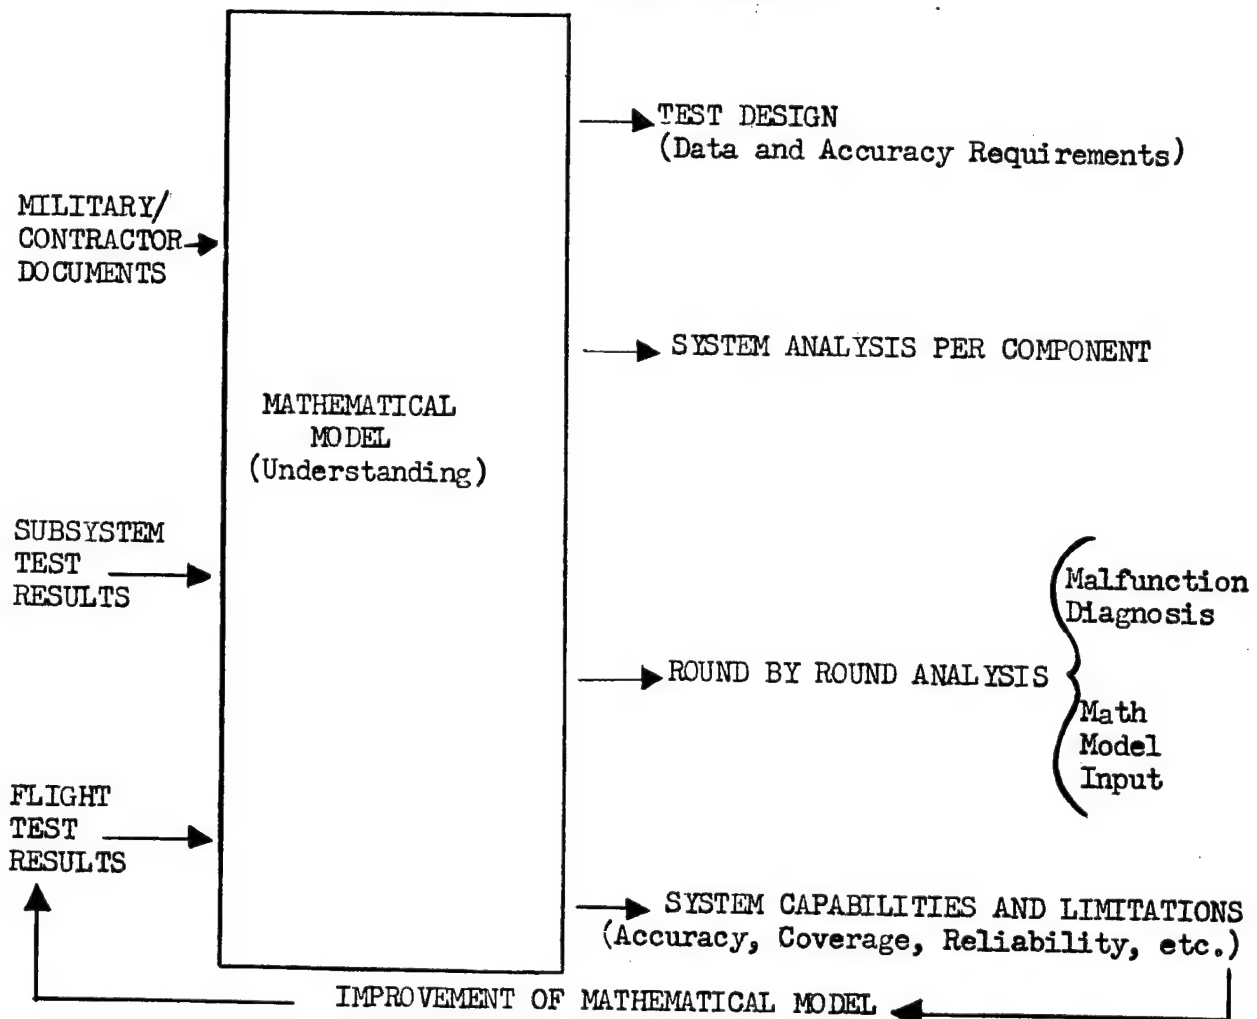 MILITARY/
CONTRACTOR
DOCUMENTS
SUBSYSTEM
TEST
RESULTS
FLIGHT
TEST
RESULTS
MATHEMATICAL
MODEL
(Understanding)
TEST DESIGN
(Data and Accuracy Requirements)
SYSTEM ANALYSIS PER COMPONENT
ROUND BY ROUND ANALYSIS
Malfunction
Diagnosis
Math
Model
Input
SYSTEM CAPABILITIES AND LIMITATIONS
(Accuracy, Coverage, Reliability, etc.)
IMPROVEMENT OF MATHEMATICAL MODEL